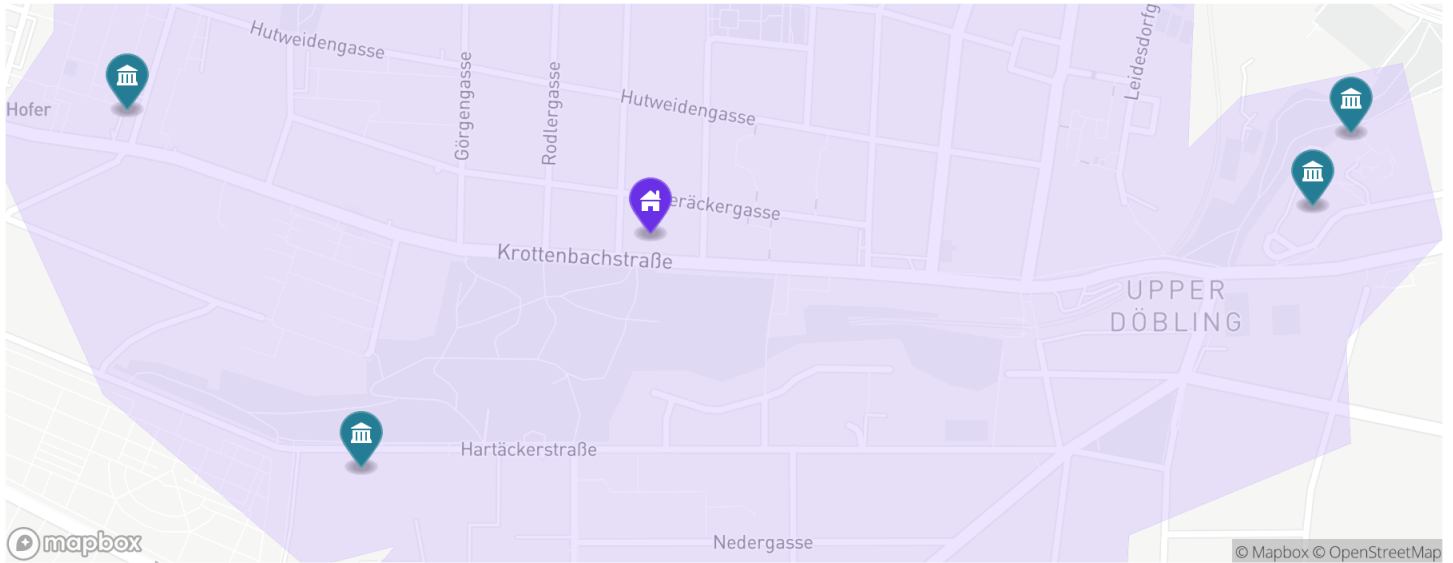 Hutweidengasse
Görgengasse
Rodlergasse
Leidesdorfg
Hofer
Hutweidengasse
eräckergasse
Krottenbachstraße
UPPER
DÖBLING
Hartäckerstraße
Nedergasse
mapbox
© Mapbox © OpenStreetMap